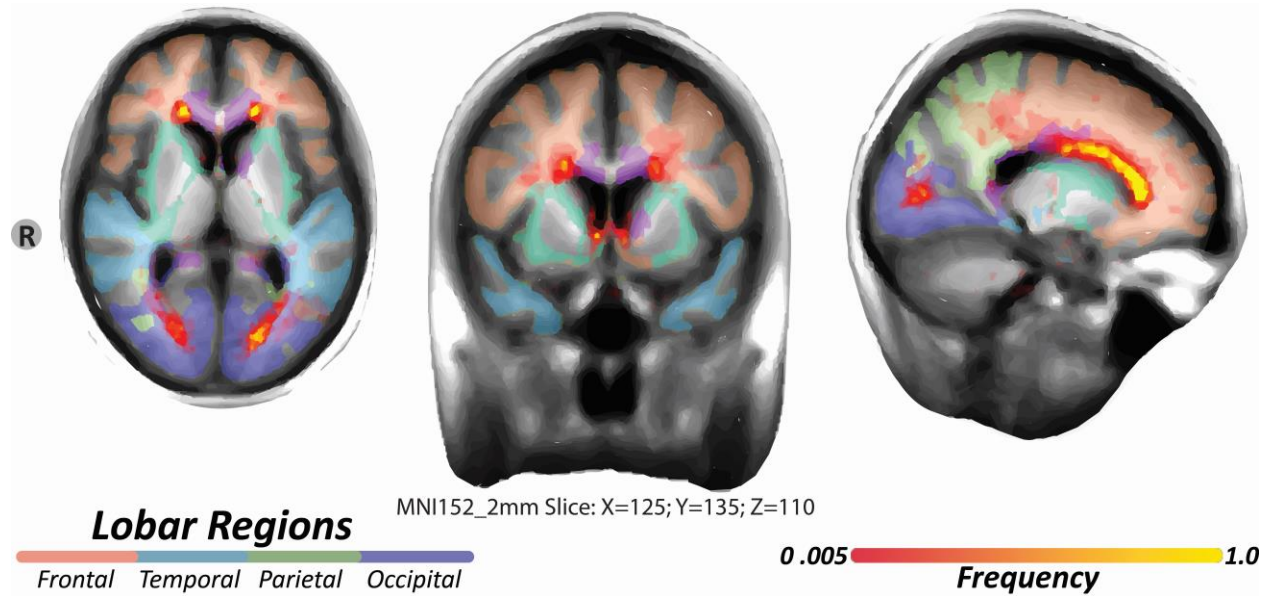 R
MNI152_2mm Slice: X=125; Y=135; Z=110
Lobar Regions
Frontal Temporal Parietal Occipital
0 .005 1.0
Frequency